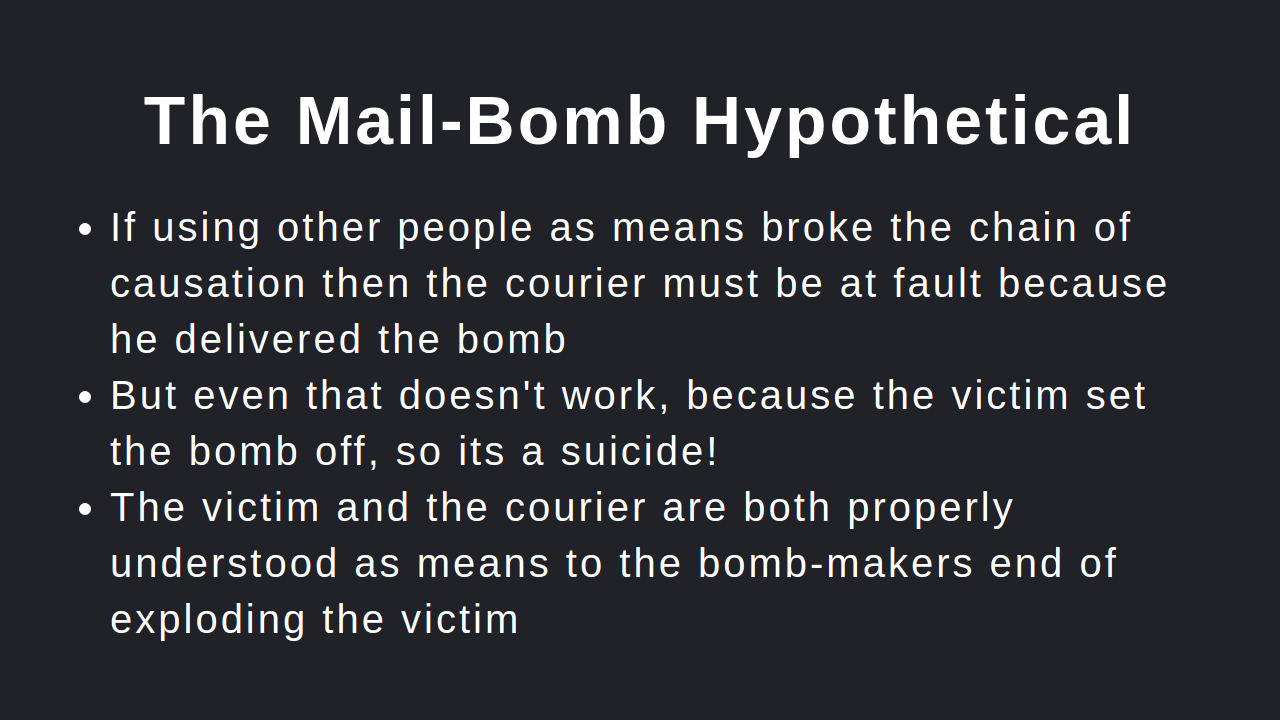 The Mail-Bomb Hypothetical
• If using other people as means broke the chain of
causation then the courier must be at fault because
he delivered the bomb
• But even that doesn't work, because the victim set
the bomb off, so its a suicide!
• The victim and the courier are both properly
understood as means to the bomb-makers end of
exploding the victim